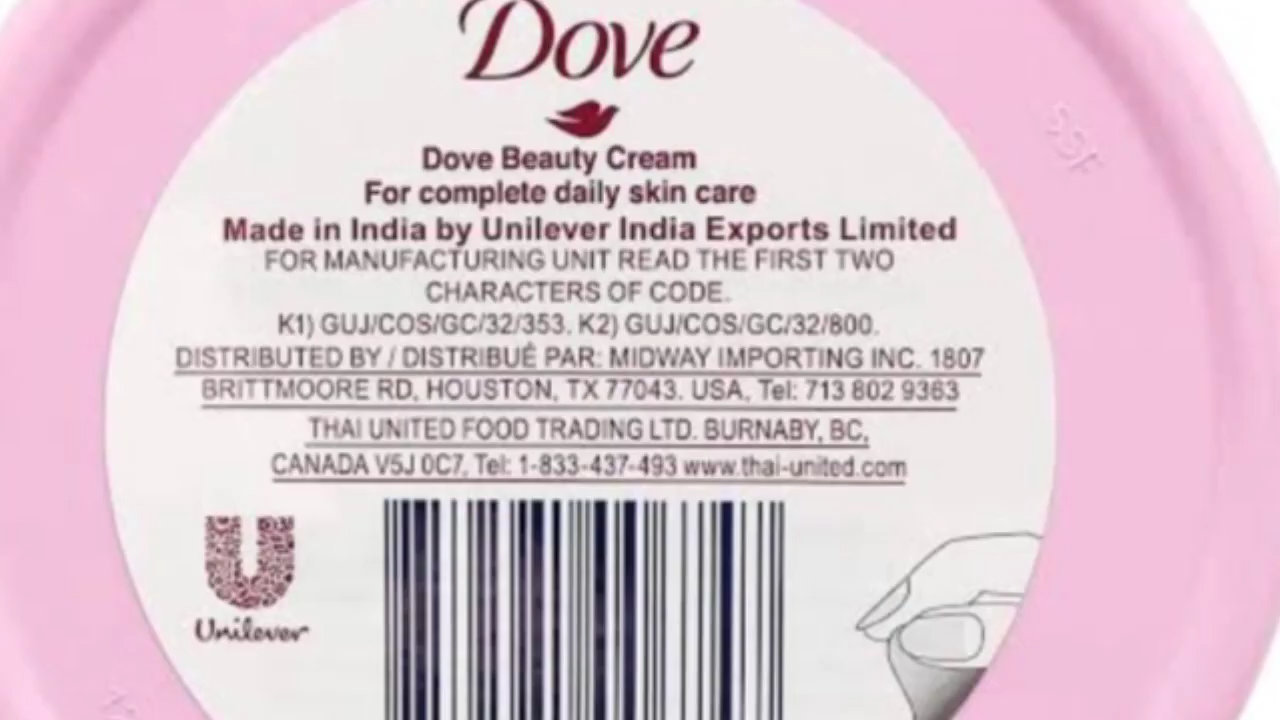 Dove
Dove Beauty Cream
For complete daily skin care
Made in India by Unilever India Exports Limited
FOR MANUFACTURING UNIT READ THE FIRST TWO
CHARACTERS OF CODE.
K1) GUJ/COS/GC/32/353. K2) GUJ/COS/GC/32/800.
DISTRIBUTED BY / DISTRIBUÉ PAR: MIDWAY IMPORTING INC. 1807
BRITTMOORE RD, HOUSTON, TX 77043. USA, Tel: 713 802 9363
THAI UNITED FOOD TRADING LTD. BURNABY, BC,
CANADA V5J 0C7, Tel: 1-833-437-493 www.thai-united.com
Unilever